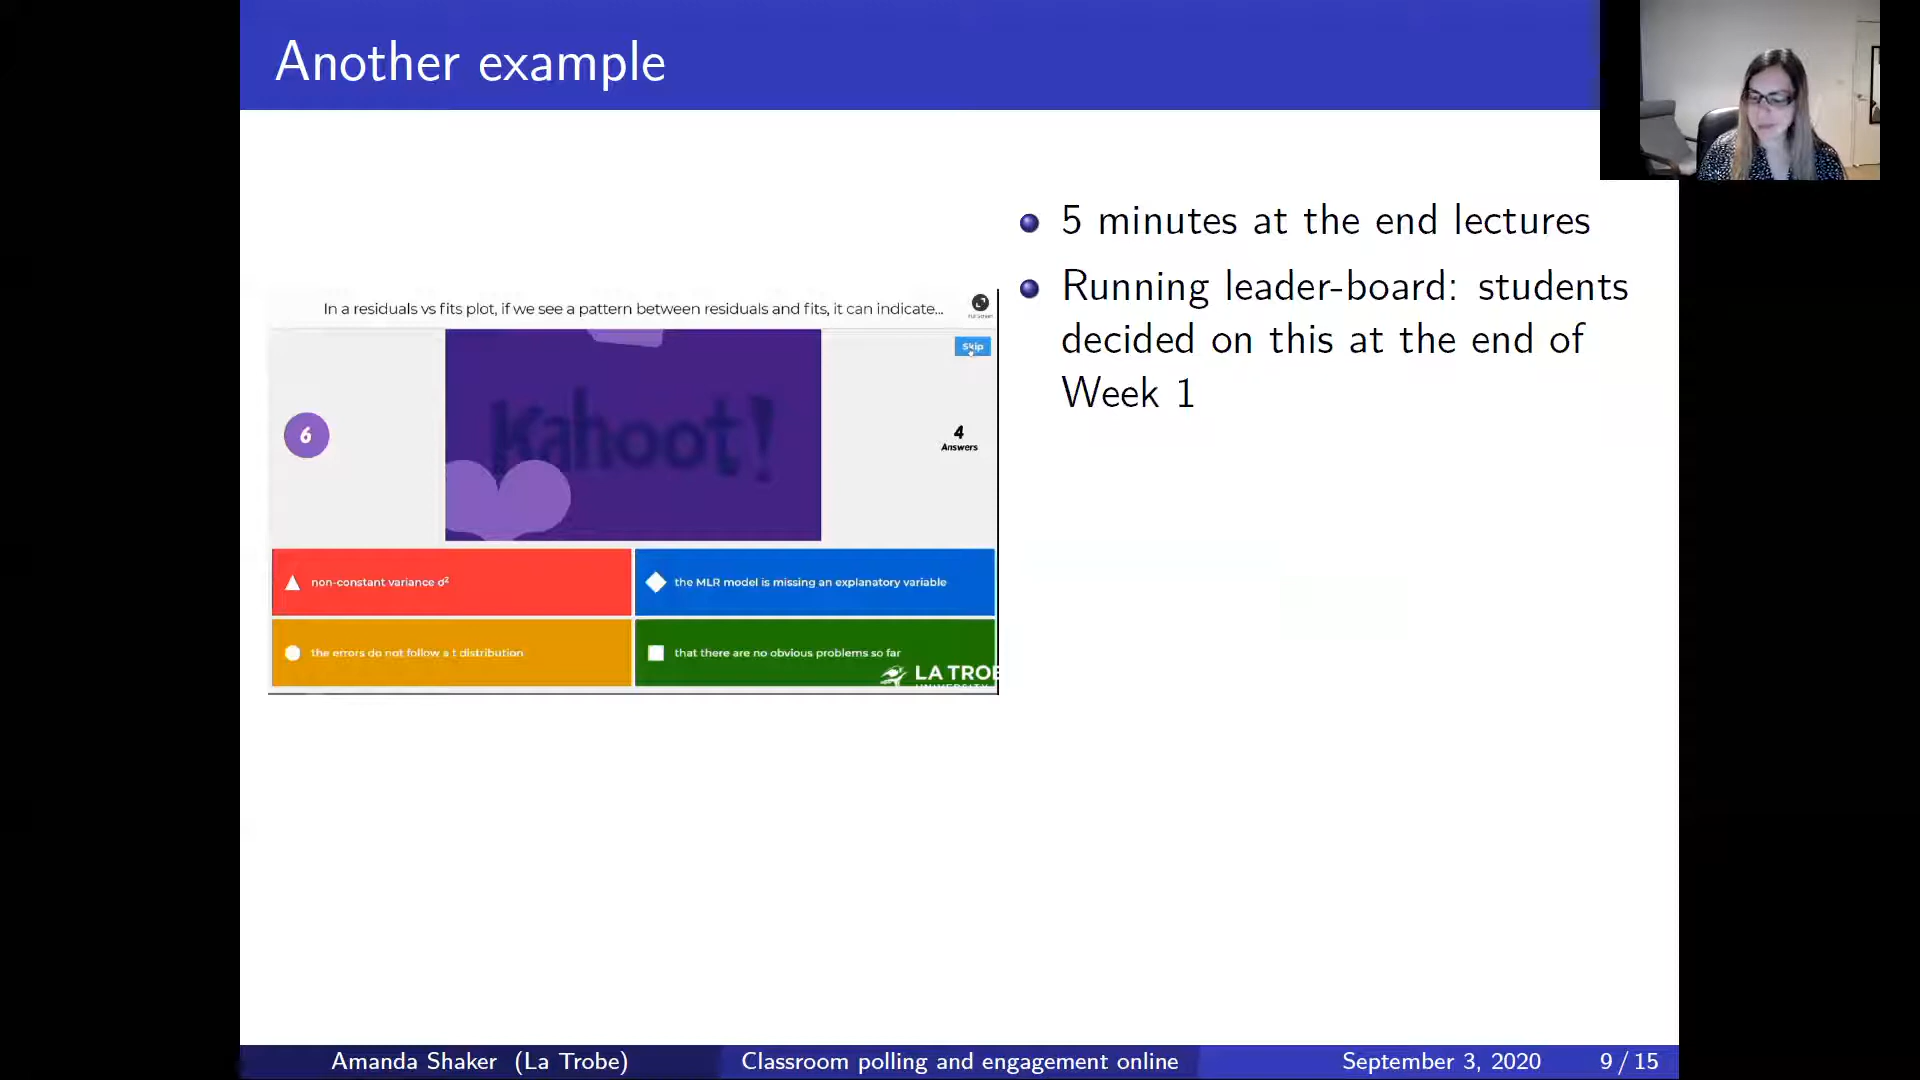 Another example
5 minutes at the end lectures
Running leader-board: students
decided on this at the end of
Week 1
In a residuals vs fits plot, if we see a pattern between residuals and fits, it can indicate...
Skip
Kahoot!
6
4
Answers
non-constant variance σ²
the MLR model is missing an explanatory variable
the errors do not follow a t distribution
that there are no obvious problems so far
LA TROBE
UNIVERSITY
Amanda Shaker (La Trobe)
Classroom polling and engagement online
September 3, 2020
9 / 15